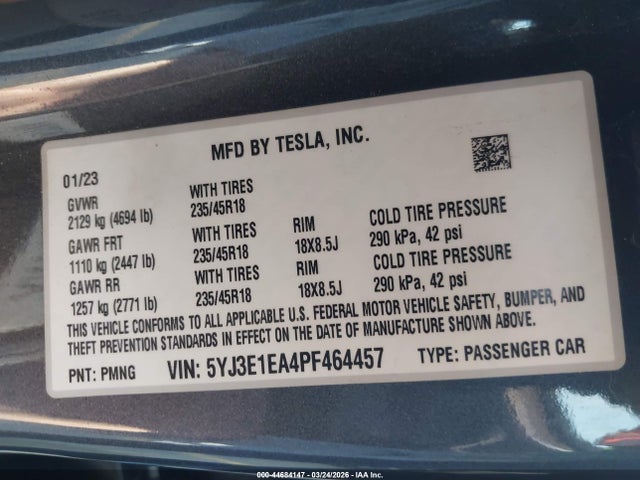 MFD BY TESLA, INC.
01/23
GVWR WITH TIRES
2129 kg (4694 lb) 235/45R18
GAWR FRT WITH TIRES RIM COLD TIRE PRESSURE
1110 kg (2447 lb) 235/45R18 18X8.5J 290 kPa, 42 psi
GAWR RR WITH TIRES RIM COLD TIRE PRESSURE
1257 kg (2771 lb) 235/45R18 18X8.5J 290 kPa, 42 psi
THIS VEHICLE CONFORMS TO ALL APPLICABLE U.S. FEDERAL MOTOR VEHICLE SAFETY, BUMPER, AND
THEFT PREVENTION STANDARDS IN EFFECT ON THE DATE OF MANUFACTURE SHOWN ABOVE.
PNT: PMNG VIN: 5YJ3E1EA4PF464457 TYPE: PASSENGER CAR
000-44684147 - 03/24/2026 - IAA Inc.